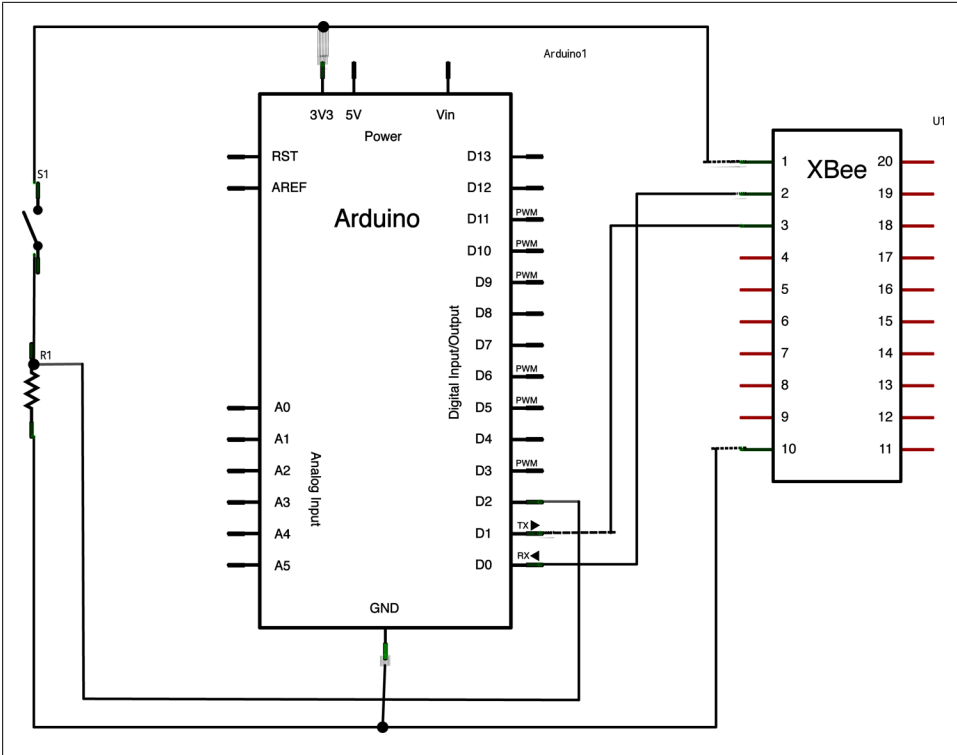 Arduino1
3V3 5V Vin
Power
U1
RST D13
AREF D12
XBee
1 20
2 19
3 18
4 17
5 16
6 15
7 14
8 13
9 12
10 11
S1
Arduino
D11 PWM
D10 PWM
D9 PWM
D8
D7
D6 PWM
D5 PWM
D4
D3 PWM
D2
D1 TX
D0 RX
Digital Input/Output
R1
A0
A1
A2
A3
A4
A5
Analog Input
GND